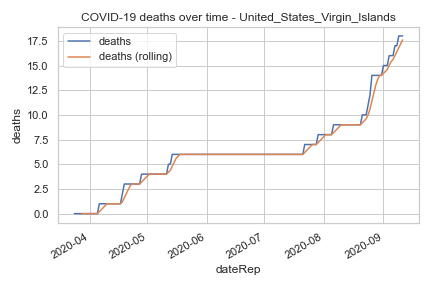 COVID-19 deaths over time - United_States_Virgin_Islands
deaths
deaths (rolling)
17.5
15.0
12.5
10.0
7.5
5.0
2.5
0.0
deaths
2020-04
2020-05
2020-06
2020-07
2020-08
2020-09
dateRep